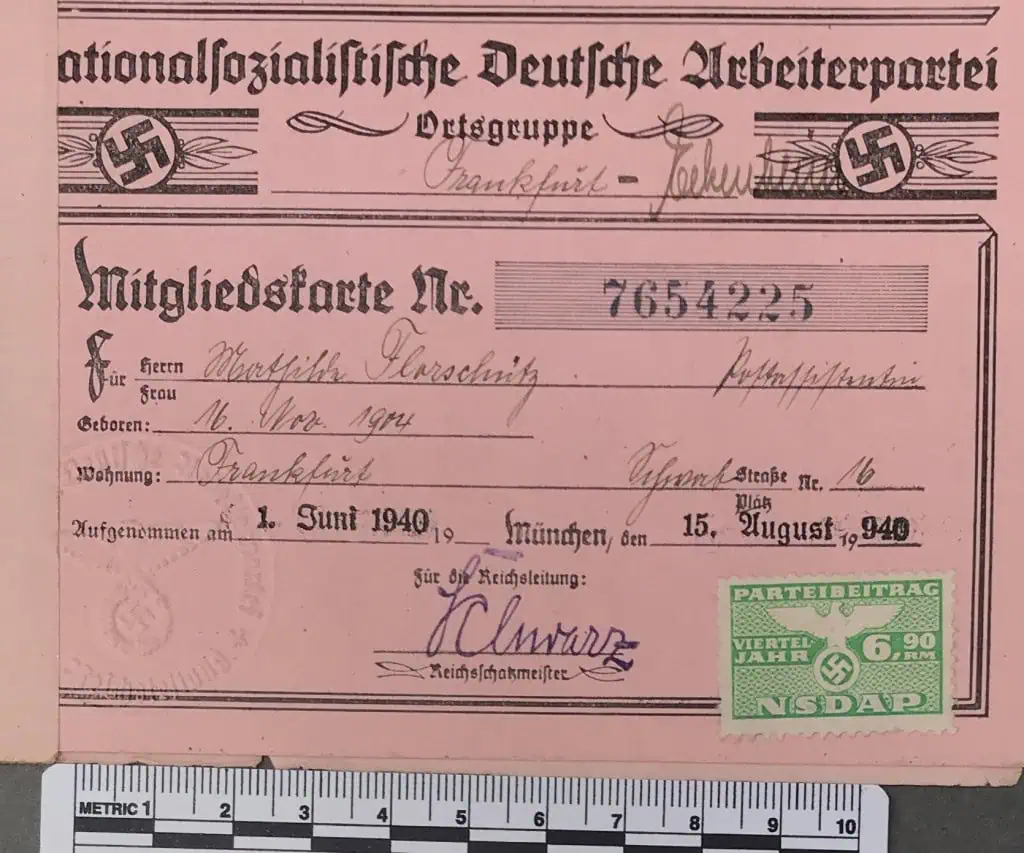 ationalsozialistische Deutsche Arbeiterpartei
Ortsgruppe
Frankfurt -
Mitgliedskarte Nr. 7654225
Für Herrn Mathilde Florschütz Postassistentin
Frau
Geboren: 16. Nov. 1904
Wohnung: Frankfurt Schwab Straße Nr. 16
Platz
Aufgenommen am 1. Juni 1940 19 München, den 15. August 19 940
Für die Reichsleitung:
Schwarz
Reichsschatzmeister
PARTEIBEITRAG
VIERTEL-
JAHR 6,90
RM
NSDAP
METRIC 1 2 3 4 5 6 7 8 9 10